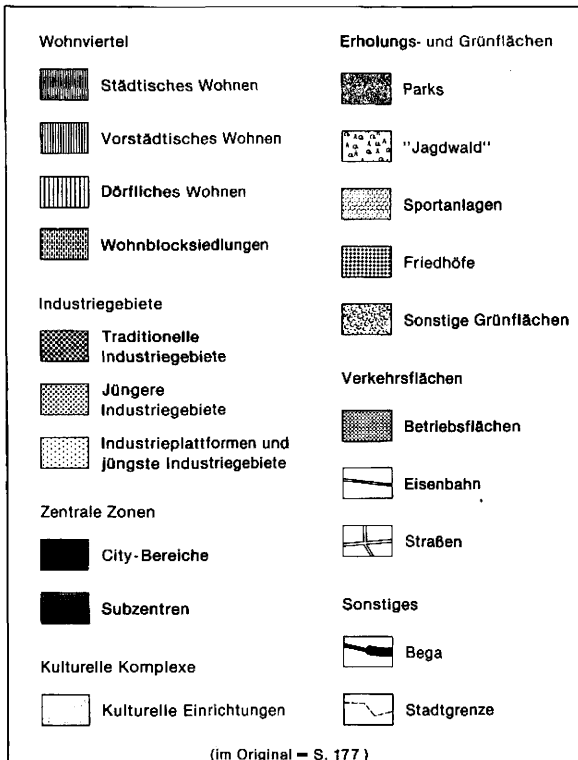 Wohnviertel
Städtisches Wohnen
Vorstädtisches Wohnen
Dörfliches Wohnen
Wohnblocksiedlungen
Industriegebiete
Traditionelle
Industriegebiete
Jüngere
Industriegebiete
Industrieplattformen und
jüngste Industriegebiete
Zentrale Zonen
City-Bereiche
Subzentren
Kulturelle Komplexe
Kulturelle Einrichtungen
Erholungs- und Grünflächen
Parks
"Jagdwald"
Sportanlagen
Friedhöfe
Sonstige Grünflächen
Verkehrsflächen
Betriebsflächen
Eisenbahn
Straßen
Sonstiges
Bega
Stadtgrenze
(im Original – S. 177)